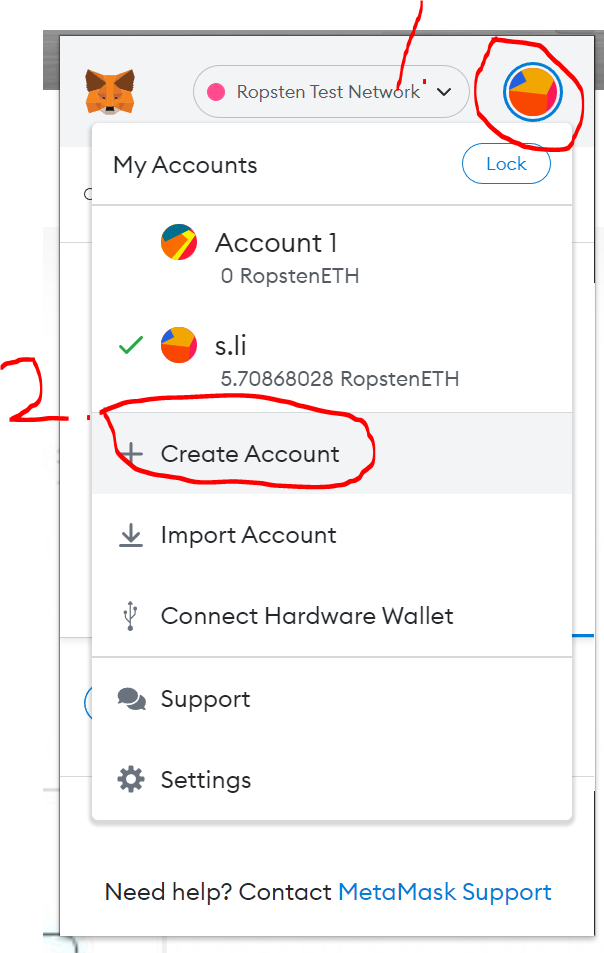 1.
Ropsten Test Network
My Accounts
Lock
Account 1
0 RopstenETH
s.li
5.70868028 RopstenETH
2.
Create Account
Import Account
Connect Hardware Wallet
Support
Settings
Need help? Contact MetaMask Support